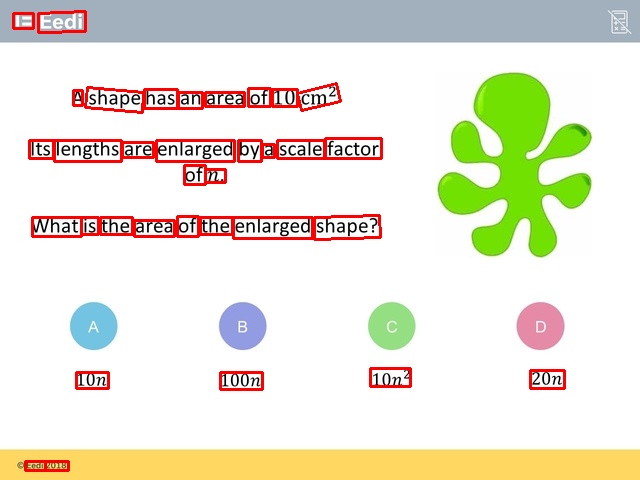 Eedi
A shape has an area of 10 cm²
Its lengths are enlarged by a scale factor
of n.
What is the area of the enlarged shape?
A B C D
10n 100n 10n² 20n
© Eedi 2018